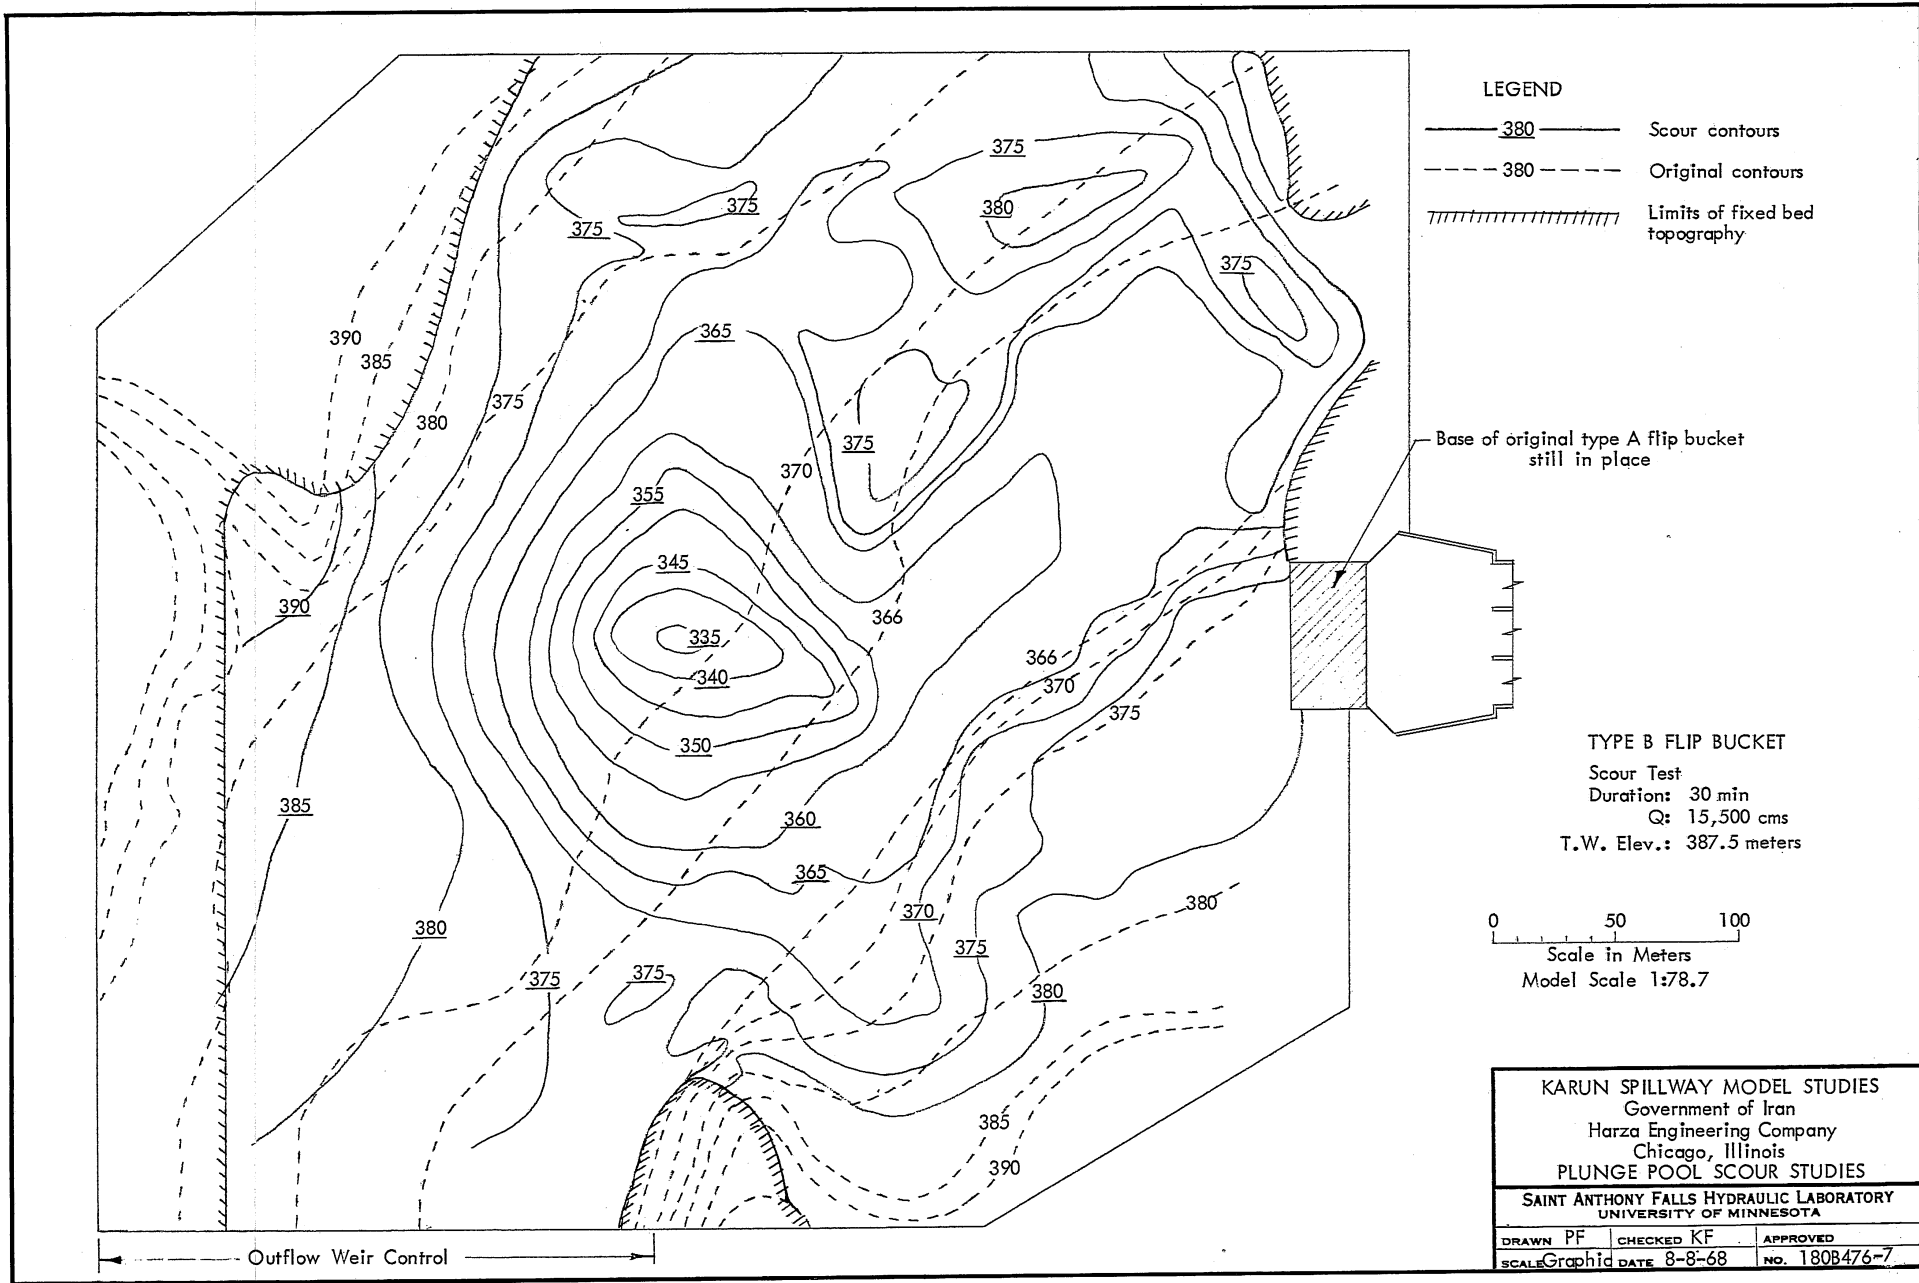 LEGEND
380 Scour contours
380 Original contours
Limits of fixed bed
topography
375
375
380
375
375
375
390
365
385
375
380
375
Base of original type A flip bucket
still in place
370
355
345
390
366
335
366
340
370
375
350
TYPE B FLIP BUCKET
Scour Test
Duration: 30 min
Q: 15,500 cms
T.W. Elev.: 387.5 meters
385
360
365
380
370
380
375
0 50 100
Scale in Meters
Model Scale 1:78.7
375
375
380
385
390
KARUN SPILLWAY MODEL STUDIES
Government of Iran
Harza Engineering Company
Chicago, Illinois
PLUNGE POOL SCOUR STUDIES
SAINT ANTHONY FALLS HYDRAULIC LABORATORY
UNIVERSITY OF MINNESOTA
DRAWN PF CHECKED KF APPROVED
SCALE Graphic DATE 8-8-68 NO. 180B476-7
Outflow Weir Control